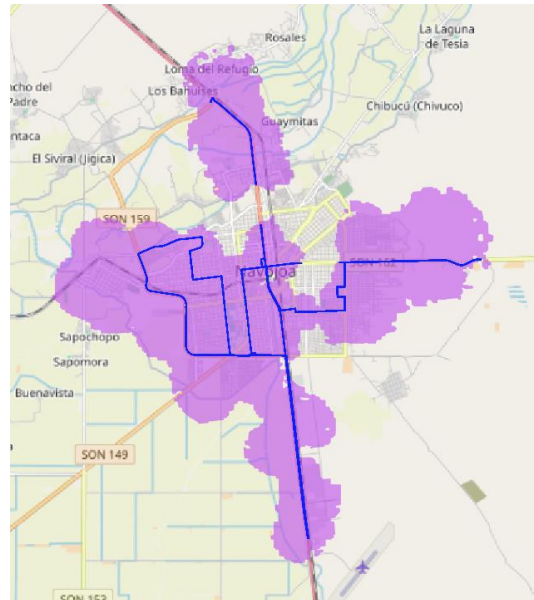 Rosales
La Laguna
de Tesia
Loma del Refugio
ncho del
Padre
Los Bahuises
Chibucú (Chivuco)
Guaymitas
ntaca
El Siviral (Jigica)
SON 159
Navojoa
SON 162
Sapochopo
Sapomora
Buenavista
a
SON 149
SON 153